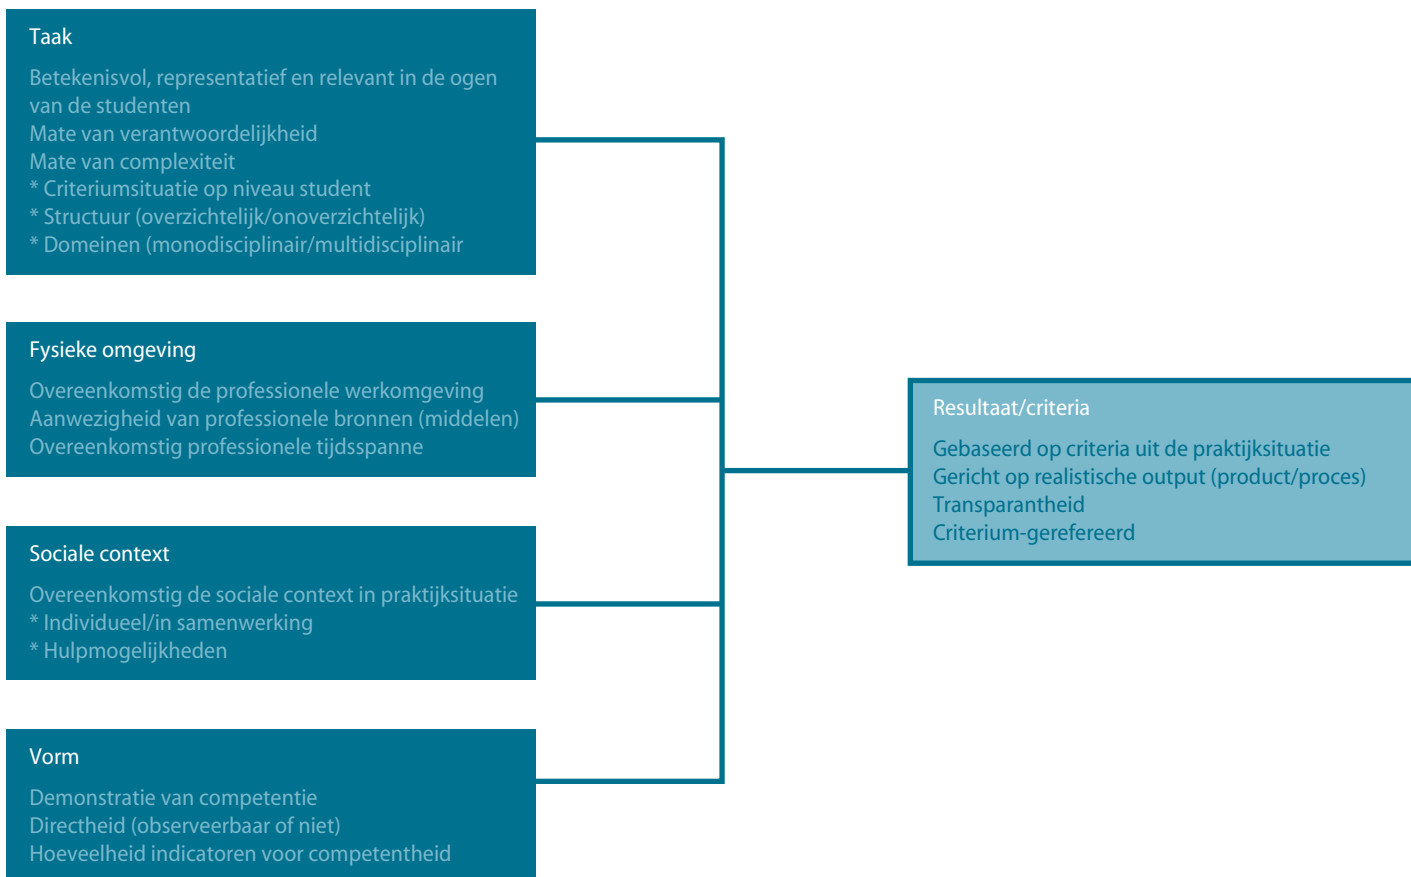 Taak
Betekenisvol, representatief en relevant in de ogen
van de studenten
Mate van verantwoordelijkheid
Mate van complexiteit
* Criteriumsituatie op niveau student
* Structuur (overzichtelijk/onoverzichtelijk)
* Domeinen (monodisciplinair/multidisciplinair
Fysieke omgeving
Overeenkomstig de professionele werkomgeving
Aanwezigheid van professionele bronnen (middelen)
Overeenkomstig professionele tijdsspanne
Sociale context
Overeenkomstig de sociale context in praktijksituatie
* Individueel/in samenwerking
* Hulpmogelijkheden
Vorm
Demonstratie van competentie
Directheid (observeerbaar of niet)
Hoeveelheid indicatoren voor competentheid
Resultaat/criteria
Gebaseerd op criteria uit de praktijksituatie
Gericht op realistische output (product/proces)
Transparantheid
Criterium-gerefereerd